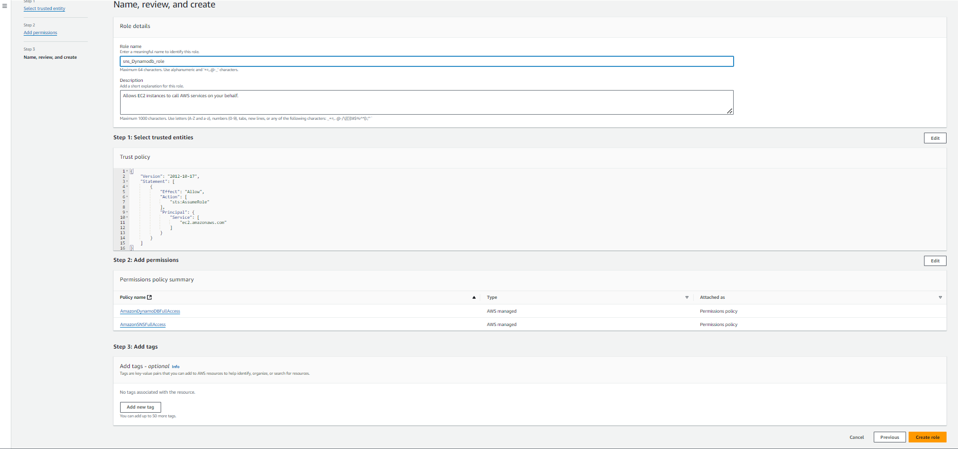 Step 1
Select trusted entity
Step 2
Add permissions
Step 3
Name, review, and create
Name, review, and create
Role details
Role name
Enter a meaningful name to identify this role.
sns_Dynamodb_role
Maximum 64 characters. Use alphanumeric and '+=,.@-_' characters.
Description
Add a short explanation for this role.
Allows EC2 instances to call AWS services on your behalf.
Maximum 1000 characters. Use letters (A-Z and a-z), numbers (0-9), tabs, new lines, or any of the following characters:
Step 1: Select trusted entities
Edit
Trust policy
1 {
2 "Version": "2012-10-17",
3 "Statement": [
4 {
5 "Effect": "Allow",
6 "Action": [
7 "sts:AssumeRole"
8 ],
9 "Principal": {
10 "Service": [
11 "ec2.amazonaws.com"
12 ]
13 }
14 }
15 ]
16 }
Step 2: Add permissions
Edit
Permissions policy summary
Policy name Type Attached as
AmazonDynamoDBFullAccess AWS managed Permissions policy
AmazonSNSFullAccess AWS managed Permissions policy
Step 3: Add tags
Add tags - optional Info
Tags are key-value pairs that you can add to AWS resources to help identify, organize, or search for resources.
No tags associated with the resource.
Add new tag
You can add up to 50 more tags.
Cancel Previous Create role